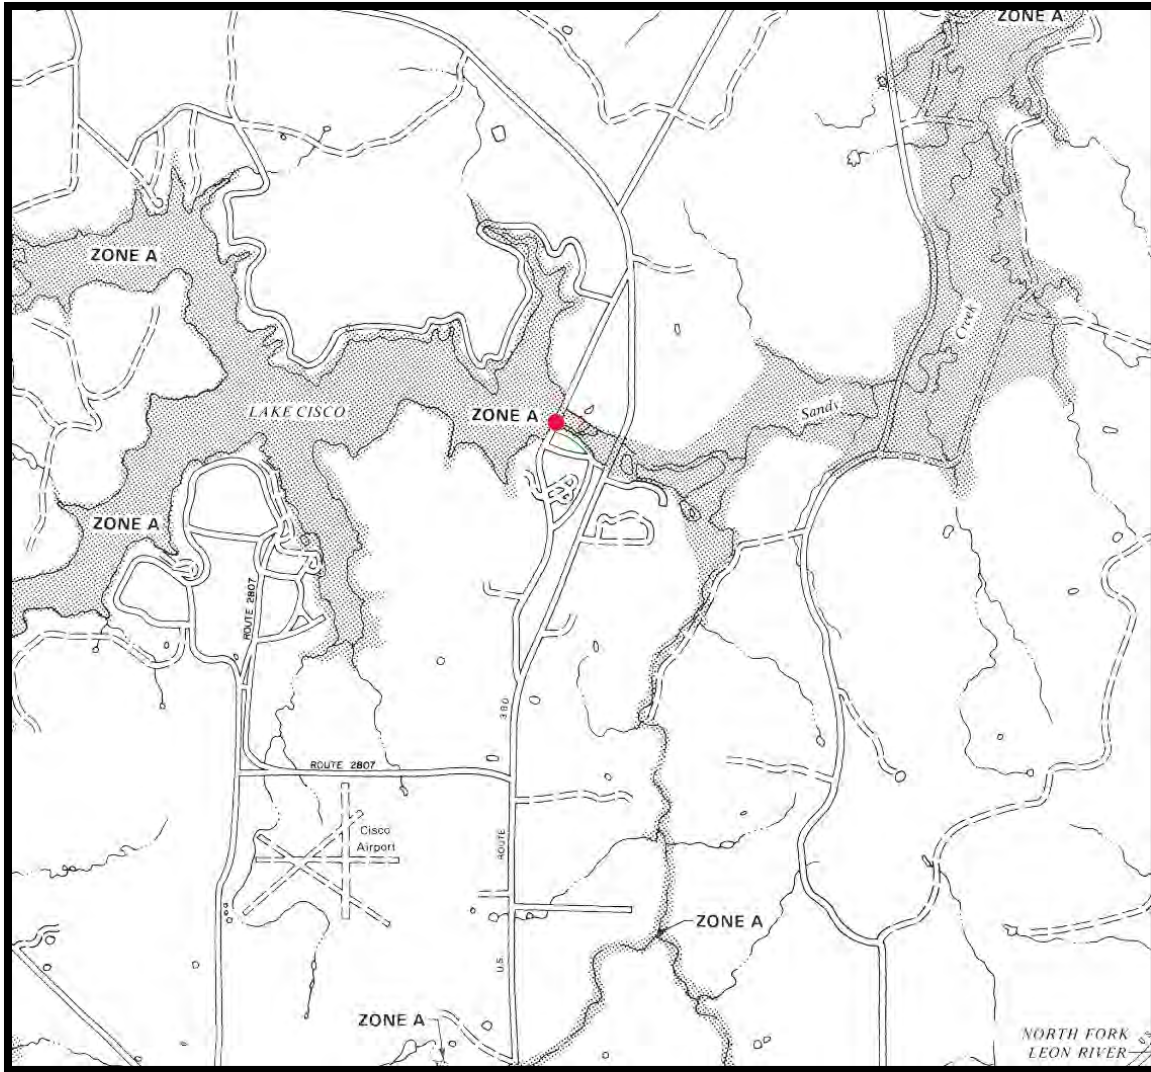 ZONE A
ZONE A
LAKE CISCO
ZONE A
Sands
Creek
ZONE A
ROUTE 2807
380
ROUTE 2807
Cisco
Airport
ROUTE
ZONE A
U.S.
ZONE A
NORTH FORK
LEON RIVER